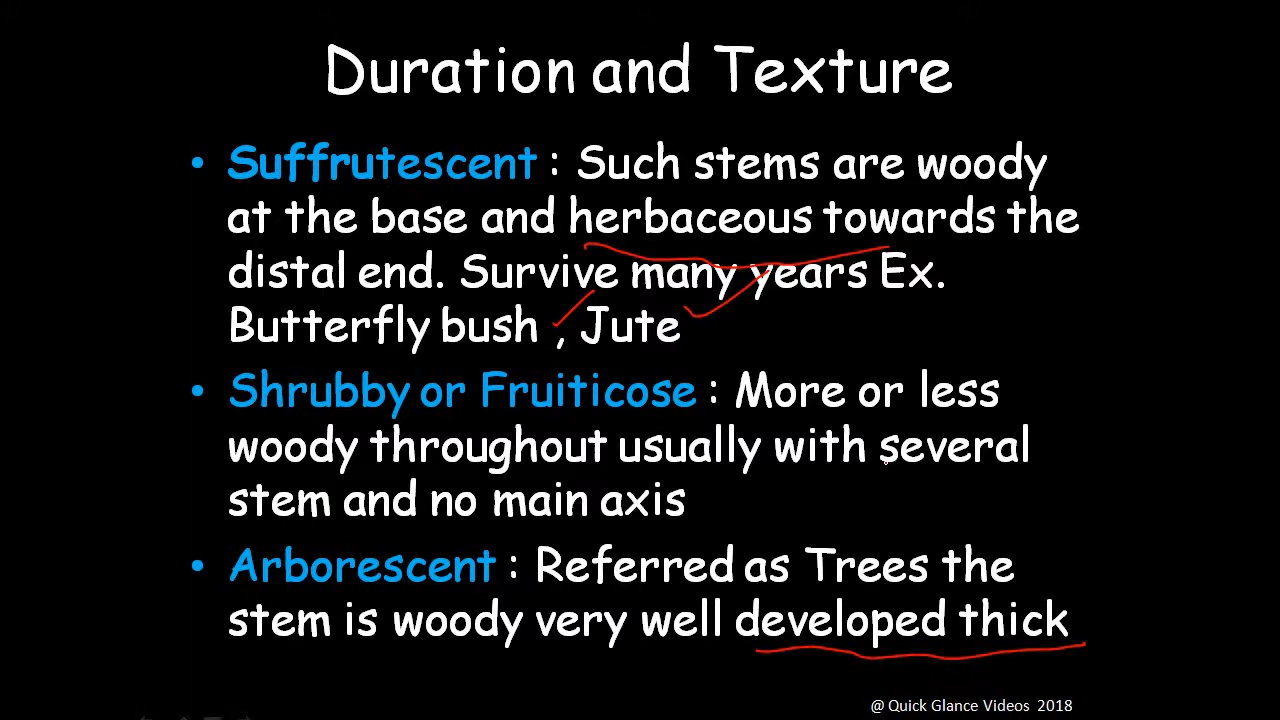 Duration and Texture
• Suffrutescent : Such stems are woody
at the base and herbaceous towards the
distal end. Survive many years Ex.
Butterfly bush , Jute
• Shrubby or Fruiticose : More or less
woody throughout usually with several
stem and no main axis
• Arborescent : Referred as Trees the
stem is woody very well developed thick
@ Quick Glance Videos 2018